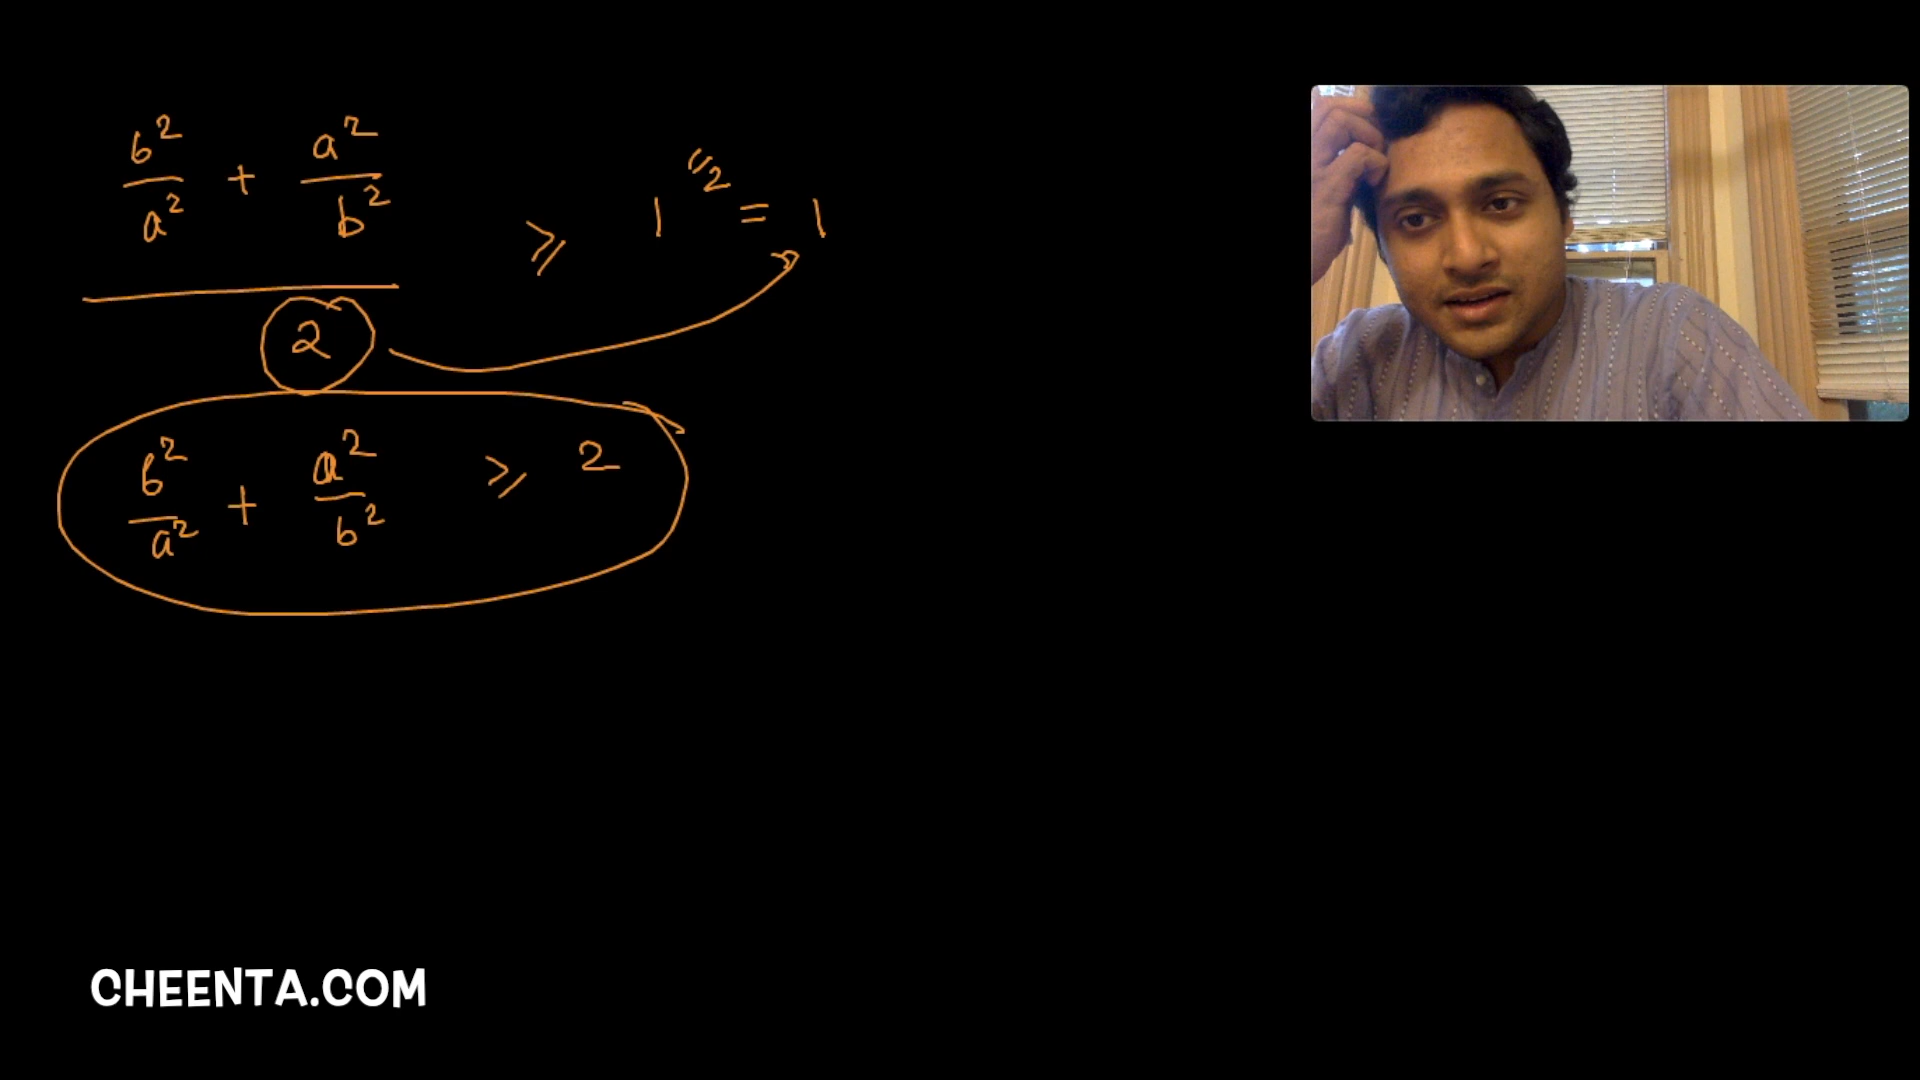 b²/a² + a²/b²
―――――― ≥ 1^(1/2) = 1
2
b²/a² + a²/b² ≥ 2
CHEENTA.COM